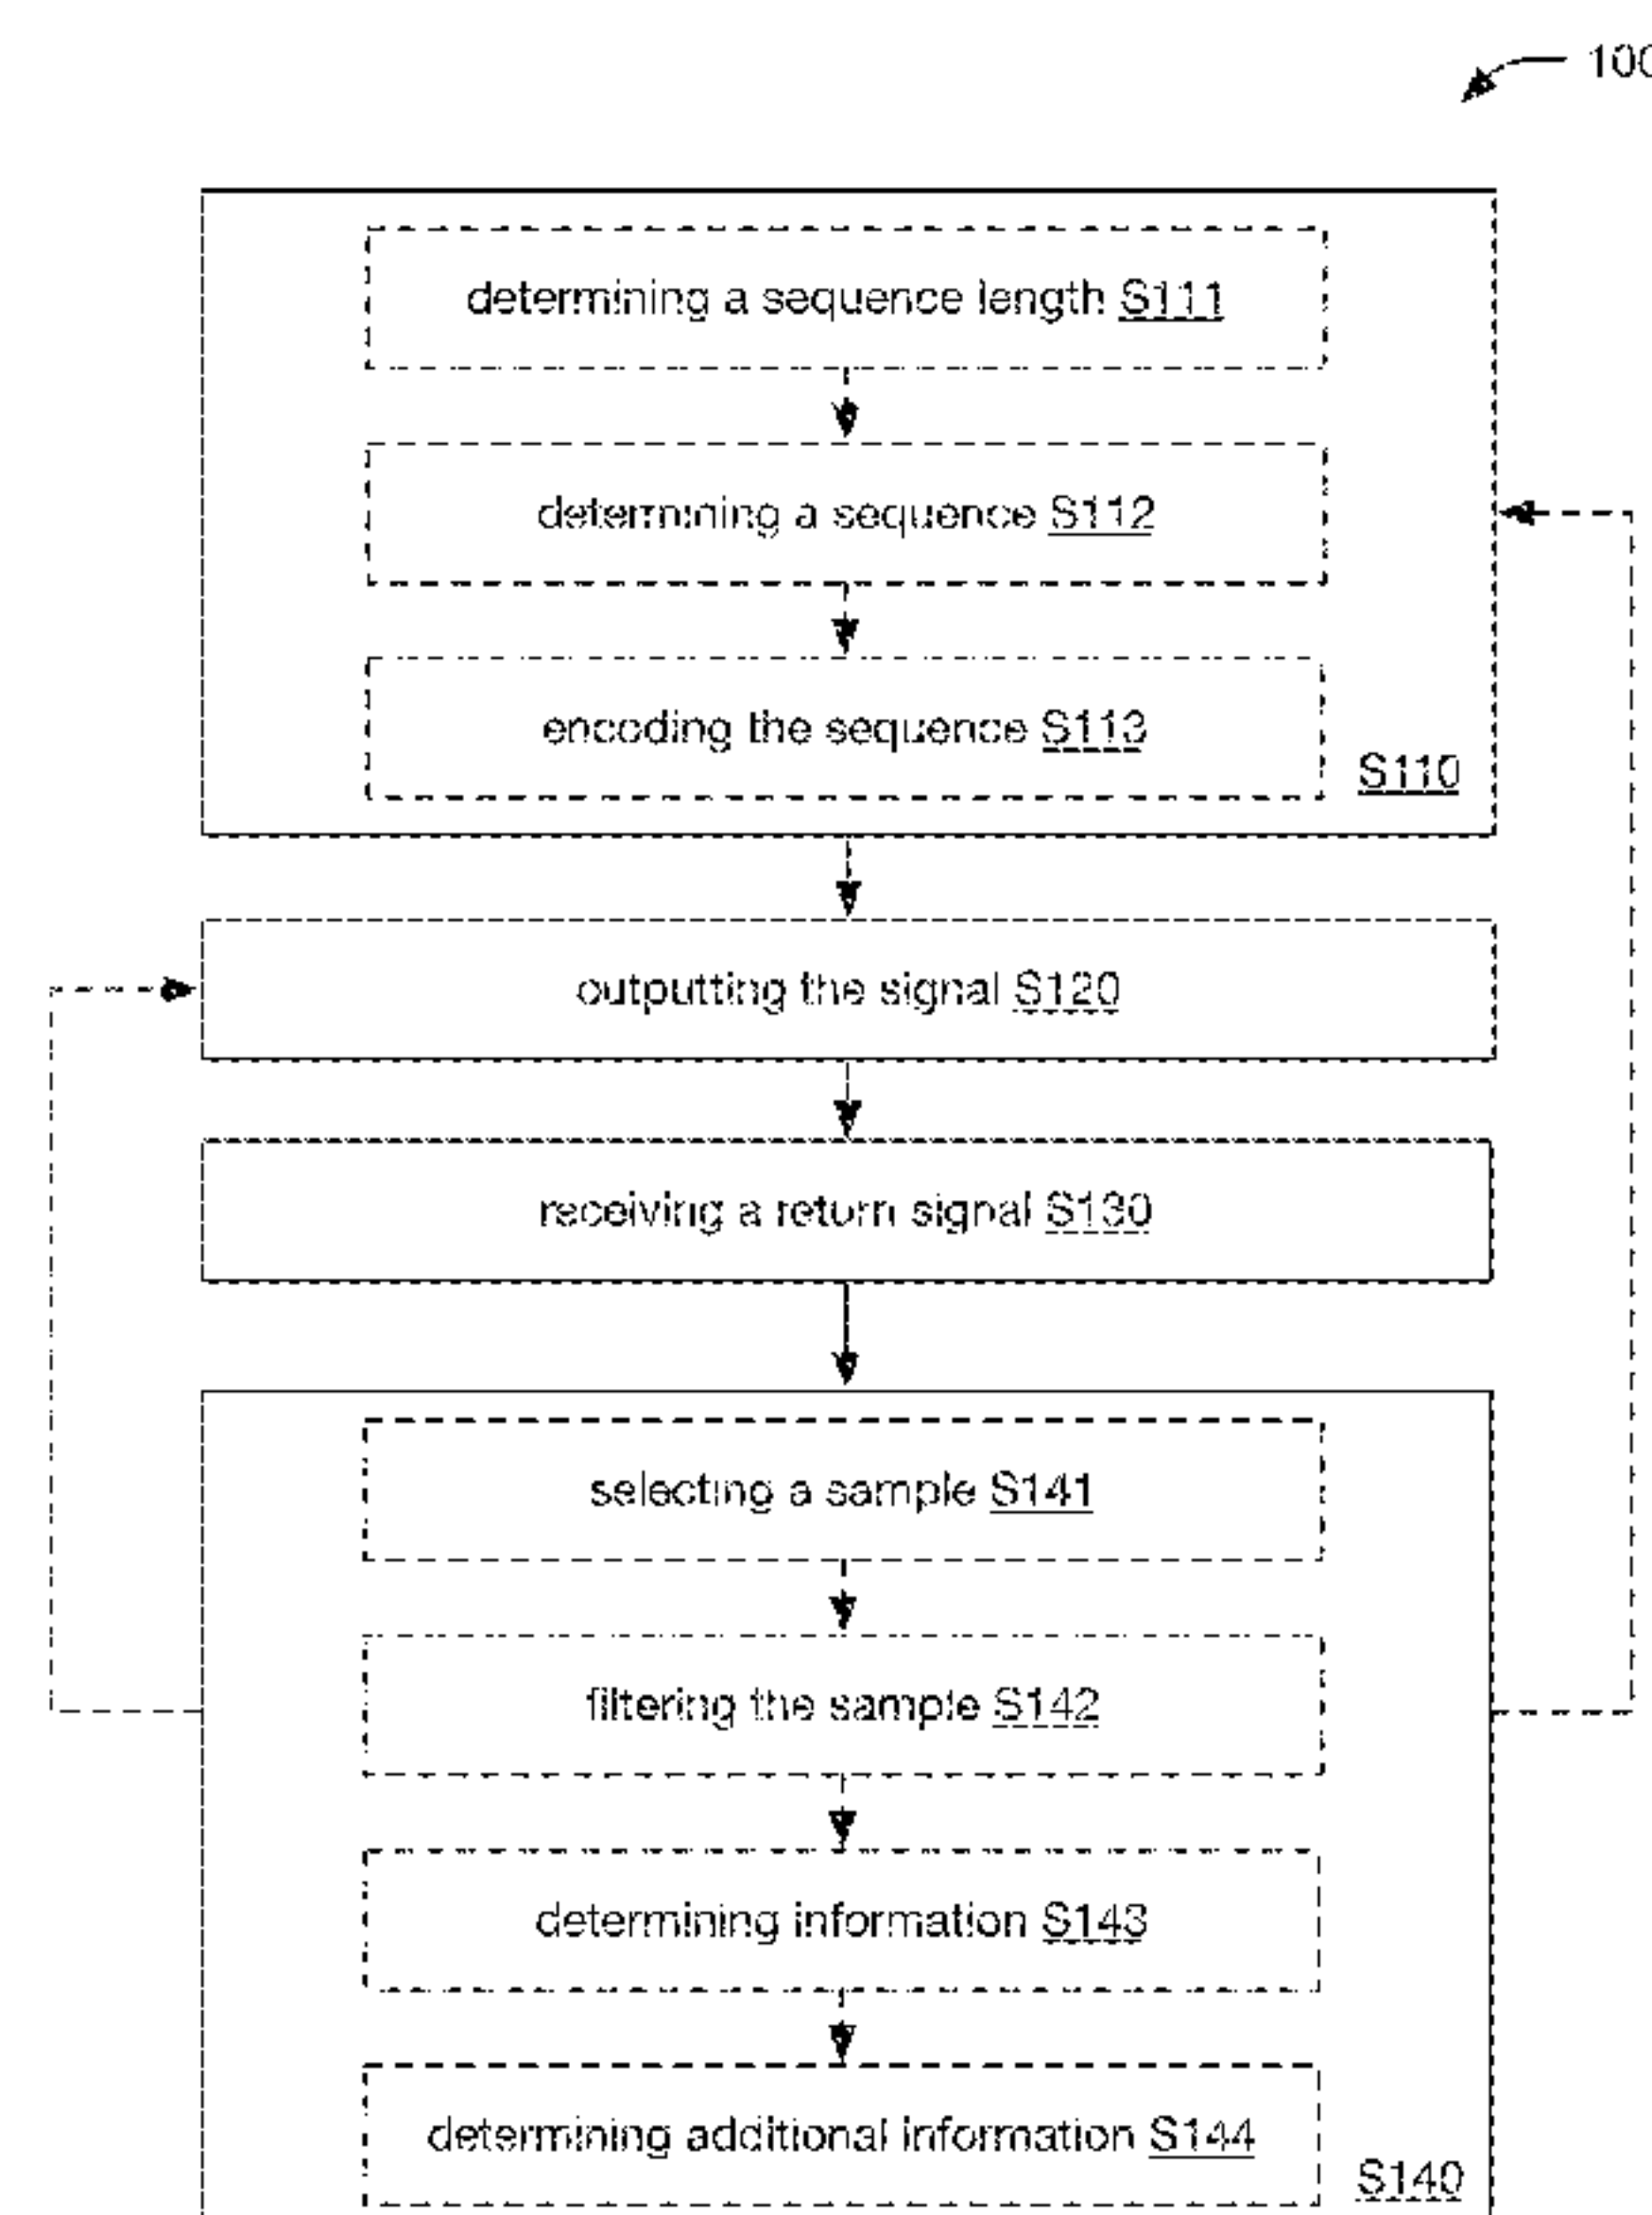 100
determining a sequence length S111
determining a sequence S112
encoding the sequence S113
S110
outputting the signal S120
receiving a return signal S130
selecting a sample S141
filtering the sample S142
determining information S143
determining additional information S144
S140